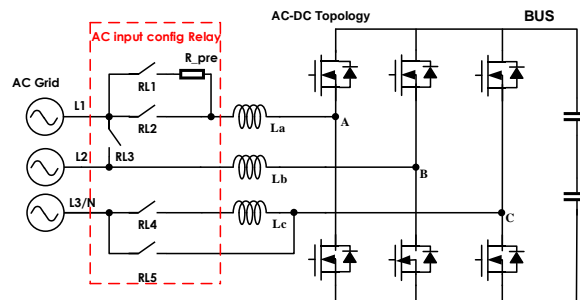 AC-DC Topology
BUS
AC input config Relay
R_pre
AC Grid
RL1
L1
RL2
La
A
L2
RL3
Lb
B
L3/N
RL4
Lc
C
RL5